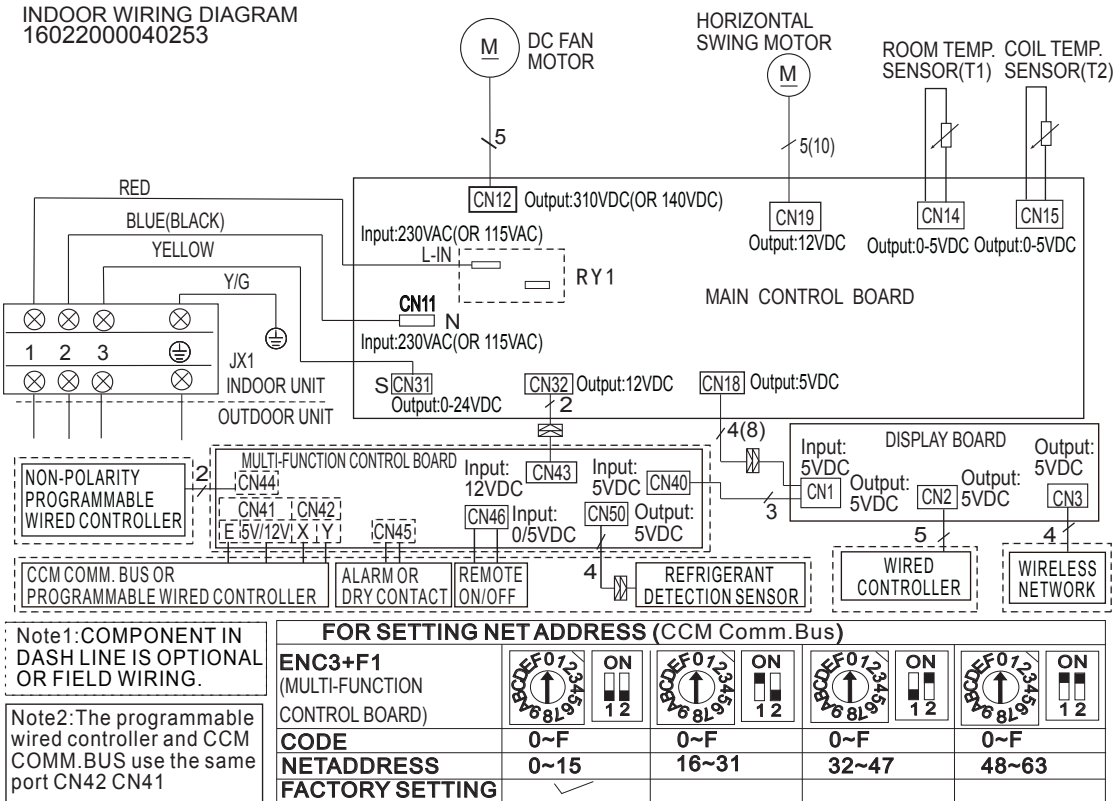 INDOOR WIRING DIAGRAM
16022000040253
M
DC FAN
MOTOR
HORIZONTAL
SWING MOTOR
M
ROOM TEMP.
SENSOR(T1)
COIL TEMP.
SENSOR(T2)
5
5(10)
RED
BLUE(BLACK)
YELLOW
Y/G
CN12 Output:310VDC(OR 140VDC)
CN19
Output:12VDC
CN14
Output:0-5VDC
CN15
Output:0-5VDC
Input:230VAC(OR 115VAC)
L-IN
RY1
CN11
N
Input:230VAC(OR 115VAC)
MAIN CONTROL BOARD
1 2 3
JX1
INDOOR UNIT
OUTDOOR UNIT
S CN31
Output:0-24VDC
CN32 Output:12VDC
2
CN18 Output:5VDC
4(8)
NON-POLARITY
PROGRAMMABLE
WIRED CONTROLLER
2
MULTI-FUNCTION CONTROL BOARD
CN44
CN41 CN42
E 5V/12V X Y
CN45
Input:
12VDC
CN43
CN46 Input:
0/5VDC
Input:
5VDC
CN40
CN50 Output:
5VDC
3
4
DISPLAY BOARD
Input:
5VDC
CN1
Output:
5VDC
CN2
Output:
5VDC
Output:
5VDC
CN3
5
4
CCM COMM. BUS OR
PROGRAMMABLE WIRED CONTROLLER
ALARM OR
DRY CONTACT
REMOTE
ON/OFF
REFRIGERANT
DETECTION SENSOR
WIRED
CONTROLLER
WIRELESS
NETWORK
Note1:COMPONENT IN
DASH LINE IS OPTIONAL
OR FIELD WIRING.
Note2:The programmable
wired controller and CCM
COMM.BUS use the same
port CN42 CN41
FOR SETTING NET ADDRESS (CCM Comm.Bus)
ENC3+F1
(MULTI-FUNCTION
CONTROL BOARD)
0123456789ABCDEF
ON
1 2
0123456789ABCDEF
ON
1 2
0123456789ABCDEF
ON
1 2
0123456789ABCDEF
ON
1 2
CODE 0~F 0~F 0~F 0~F
NETADDRESS 0~15 16~31 32~47 48~63
FACTORY SETTING